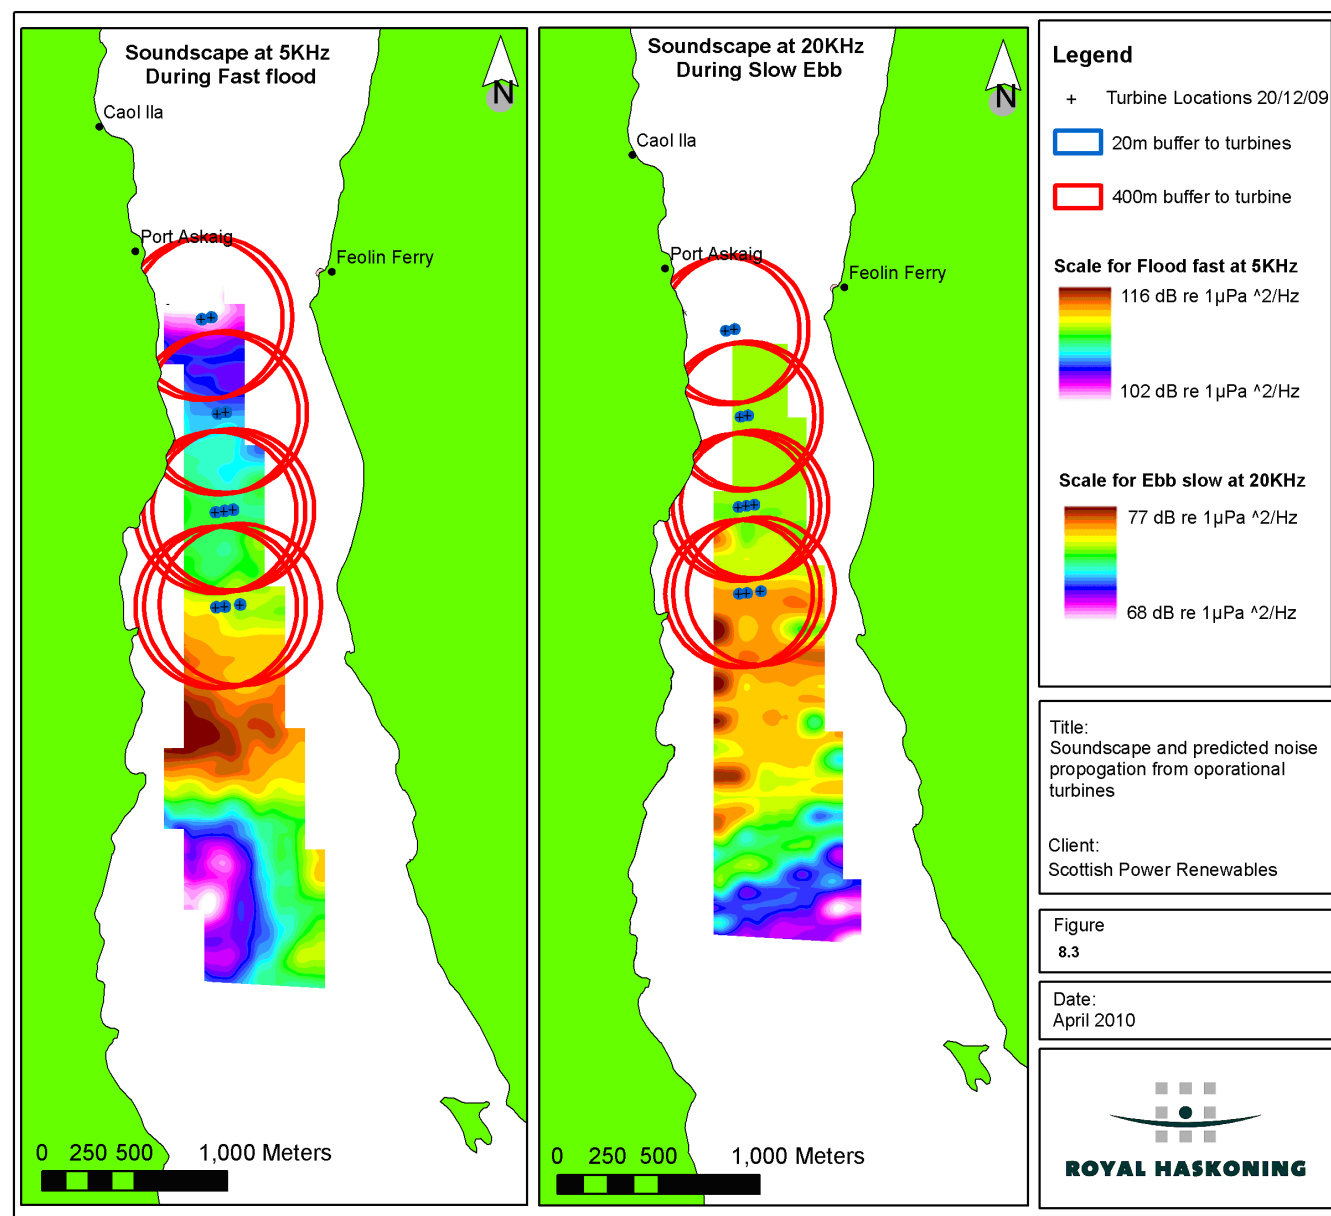 Soundscape at 5KHz
During Fast flood
N
Caol Ila
Port Askaig
Feolin Ferry
0 250 500 1,000 Meters
Soundscape at 20KHz
During Slow Ebb
N
Caol Ila
Port Askaig
Feolin Ferry
0 250 500 1,000 Meters
Legend
Turbine Locations 20/12/09
20m buffer to turbines
400m buffer to turbine
Scale for Flood fast at 5KHz
116 dB re 1µPa ^2/Hz
102 dB re 1µPa ^2/Hz
Scale for Ebb slow at 20KHz
77 dB re 1µPa ^2/Hz
68 dB re 1µPa ^2/Hz
Title:
Soundscape and predicted noise
propogation from oporational
turbines
Client:
Scottish Power Renewables
Figure
8.3
Date:
April 2010
ROYAL HASKONING